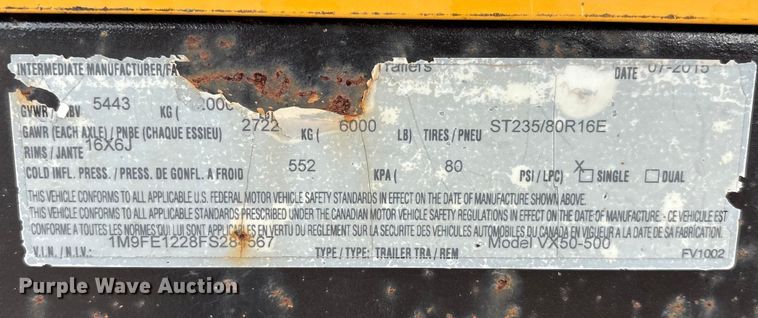 INTERMEDIATE MANUFACTURER/FA Trailers DATE 07-2015
GVWR / BV 5443 KG ( 000
GAWR (EACH AXLE) / PNBE (CHAQUE ESSIEU) 2722 KG ( 6000 LB) TIRES / PNEU ST235/80R16E
RIMS / JANTE 16X6J
COLD INFL. PRESS. / PRESS. DE GONFL. A FROID 552 KPA ( 80 PSI / LPC) X SINGLE DUAL
THIS VEHICLE CONFORMS TO ALL APPLICABLE U.S. FEDERAL MOTOR VEHICLE SAFETY STANDARDS IN EFFECT ON THE DATE OF MANUFACTURE SHOWN ABOVE.
THIS VEHICLE CONFORMS TO ALL APPLICABLE STANDARDS PRESCRIBED UNDER THE CANADIAN MOTOR VEHICLE SAFETY REGULATIONS IN EFFECT ON THE DATE OF MANUFACTURE. - CE VEHICULE EST
CONFORME A TOUTES LES NORMES QUI LUI SONT APPLICABLES EN VERTU DU REGLEMENT SUR LA SECURITE DES VEHICULES AUTOMOBILES DU CANADA EN VIGUEUR A LA DATE DE SA FABRICATION.
V.I.N. / N.I.V.: TYPE / TYPE: TRAILER TRA / REM Model VX50-500 FV1002
Purple Wave Auction